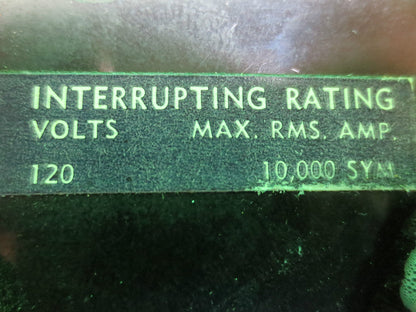 INTERRUPTING RATING
VOLTS MAX. RMS. AMP.
120 10,000 SYM